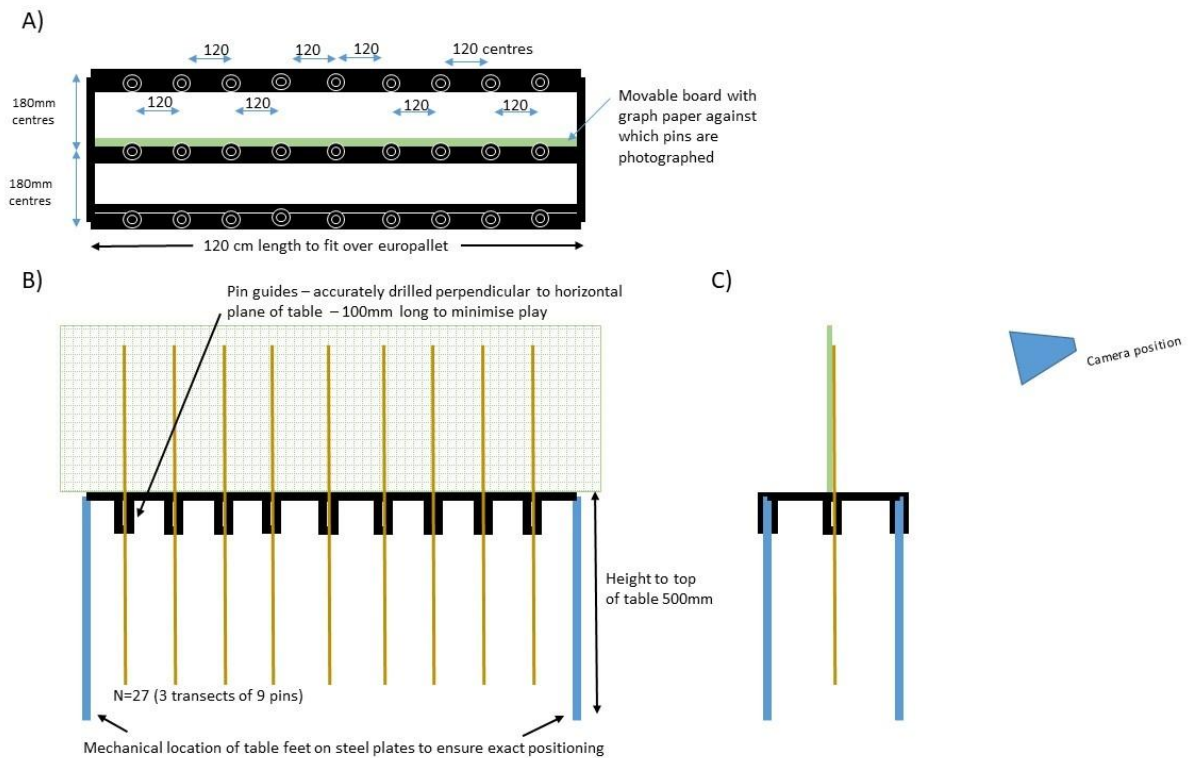 A)
120
120
120
120 centres
180mm
centres
120
120
120
120
Movable board with
graph paper against
which pins are
photographed
180mm
centres
120 cm length to fit over europallet
B)
Pin guides – accurately drilled perpendicular to horizontal
plane of table – 100mm long to minimise play
C)
Camera position
Height to top
of table 500mm
N=27 (3 transects of 9 pins)
Mechanical location of table feet on steel plates to ensure exact positioning